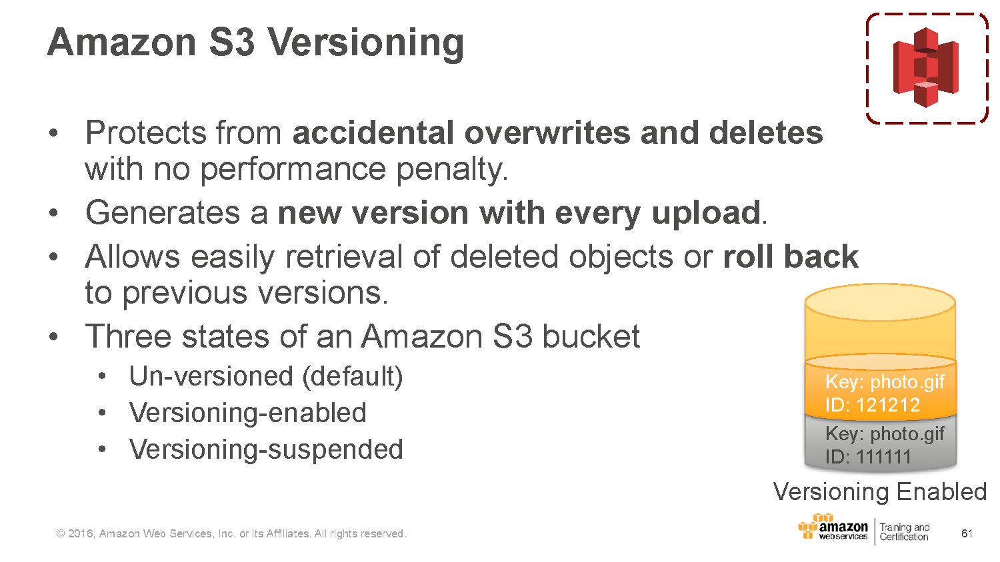 Amazon S3 Versioning
• Protects from accidental overwrites and deletes
with no performance penalty.
• Generates a new version with every upload.
• Allows easily retrieval of deleted objects or roll back
to previous versions.
• Three states of an Amazon S3 bucket
• Un-versioned (default)
• Versioning-enabled
• Versioning-suspended
Key: photo.gif
ID: 121212
Key: photo.gif
ID: 111111
Versioning Enabled
© 2016, Amazon Web Services, Inc. or its Affiliates. All rights reserved.
amazon
web services
Training and
Certification
61